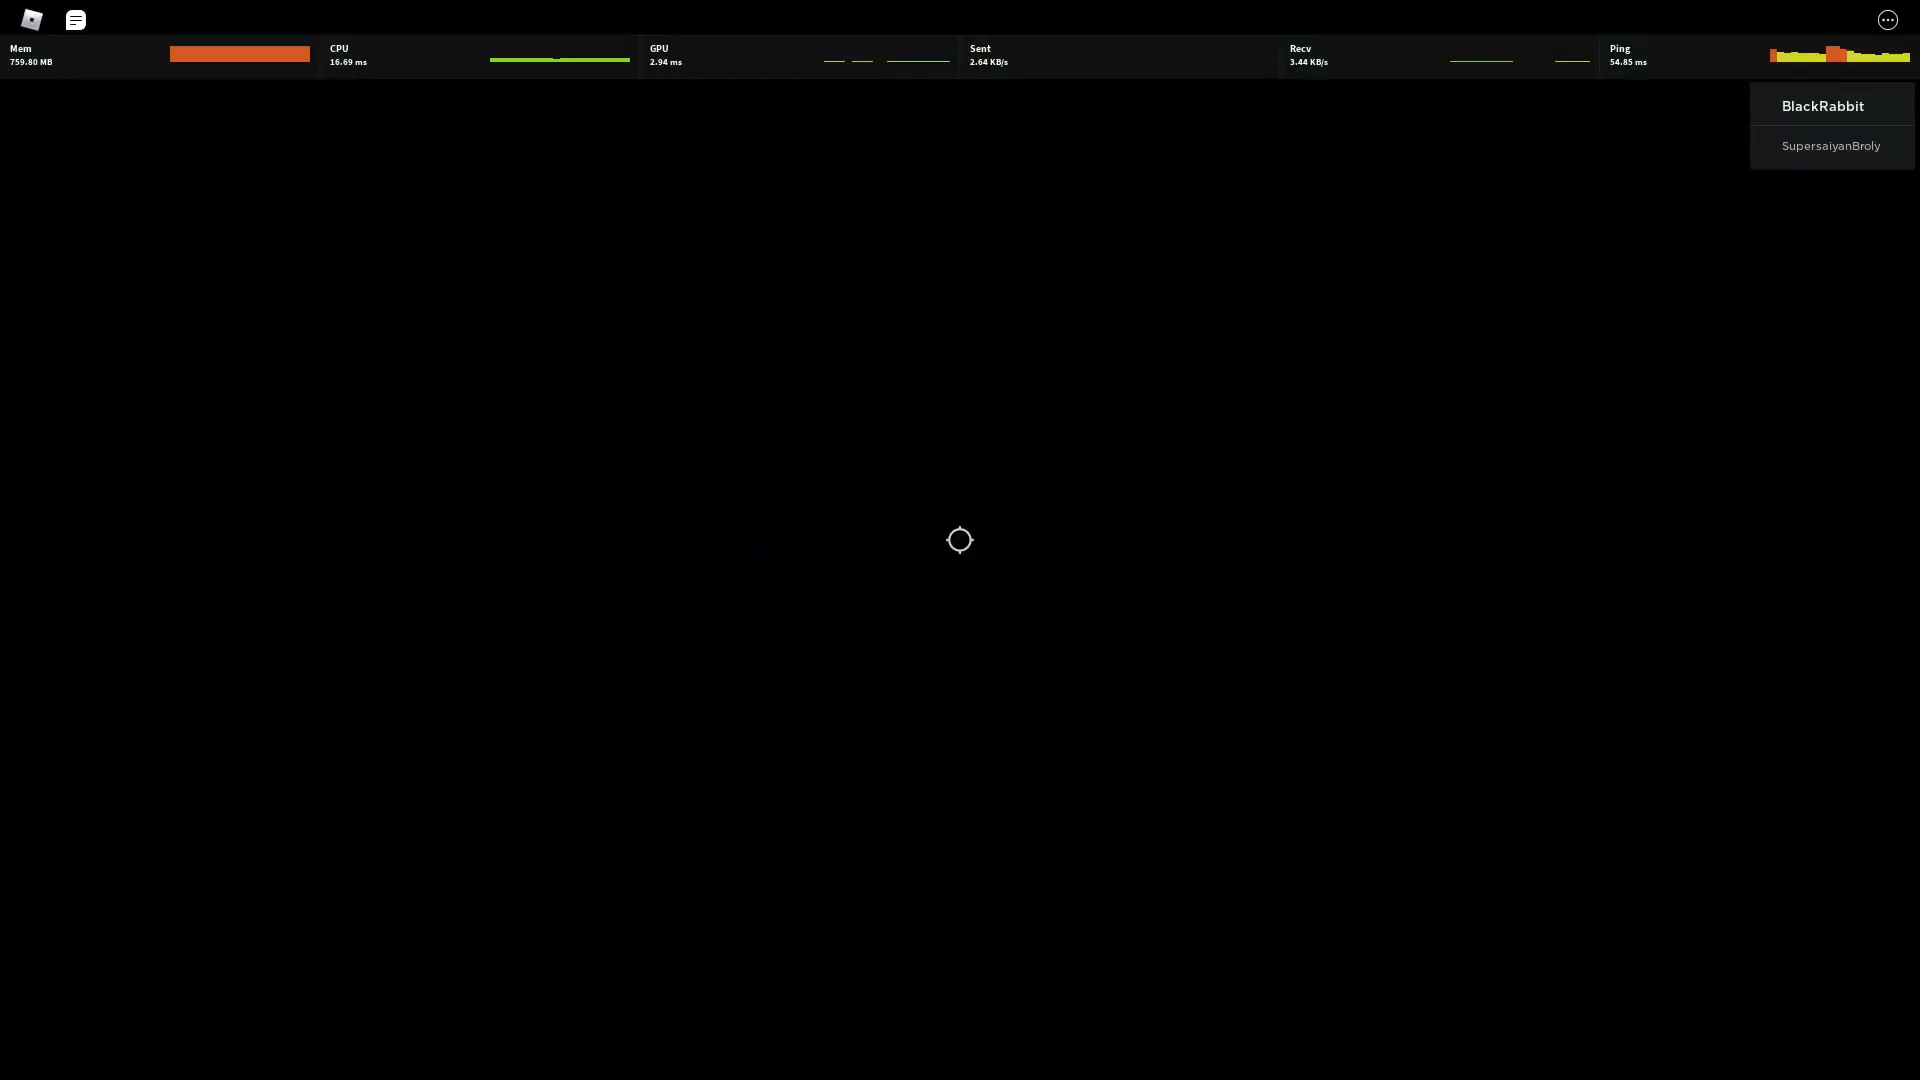 Mem
759.80 MB
CPU
16.69 ms
GPU
2.94 ms
Sent
2.64 KB/s
Recv
3.44 KB/s
Ping
54.85 ms
BlackRabbit
SupersaiyanBroly